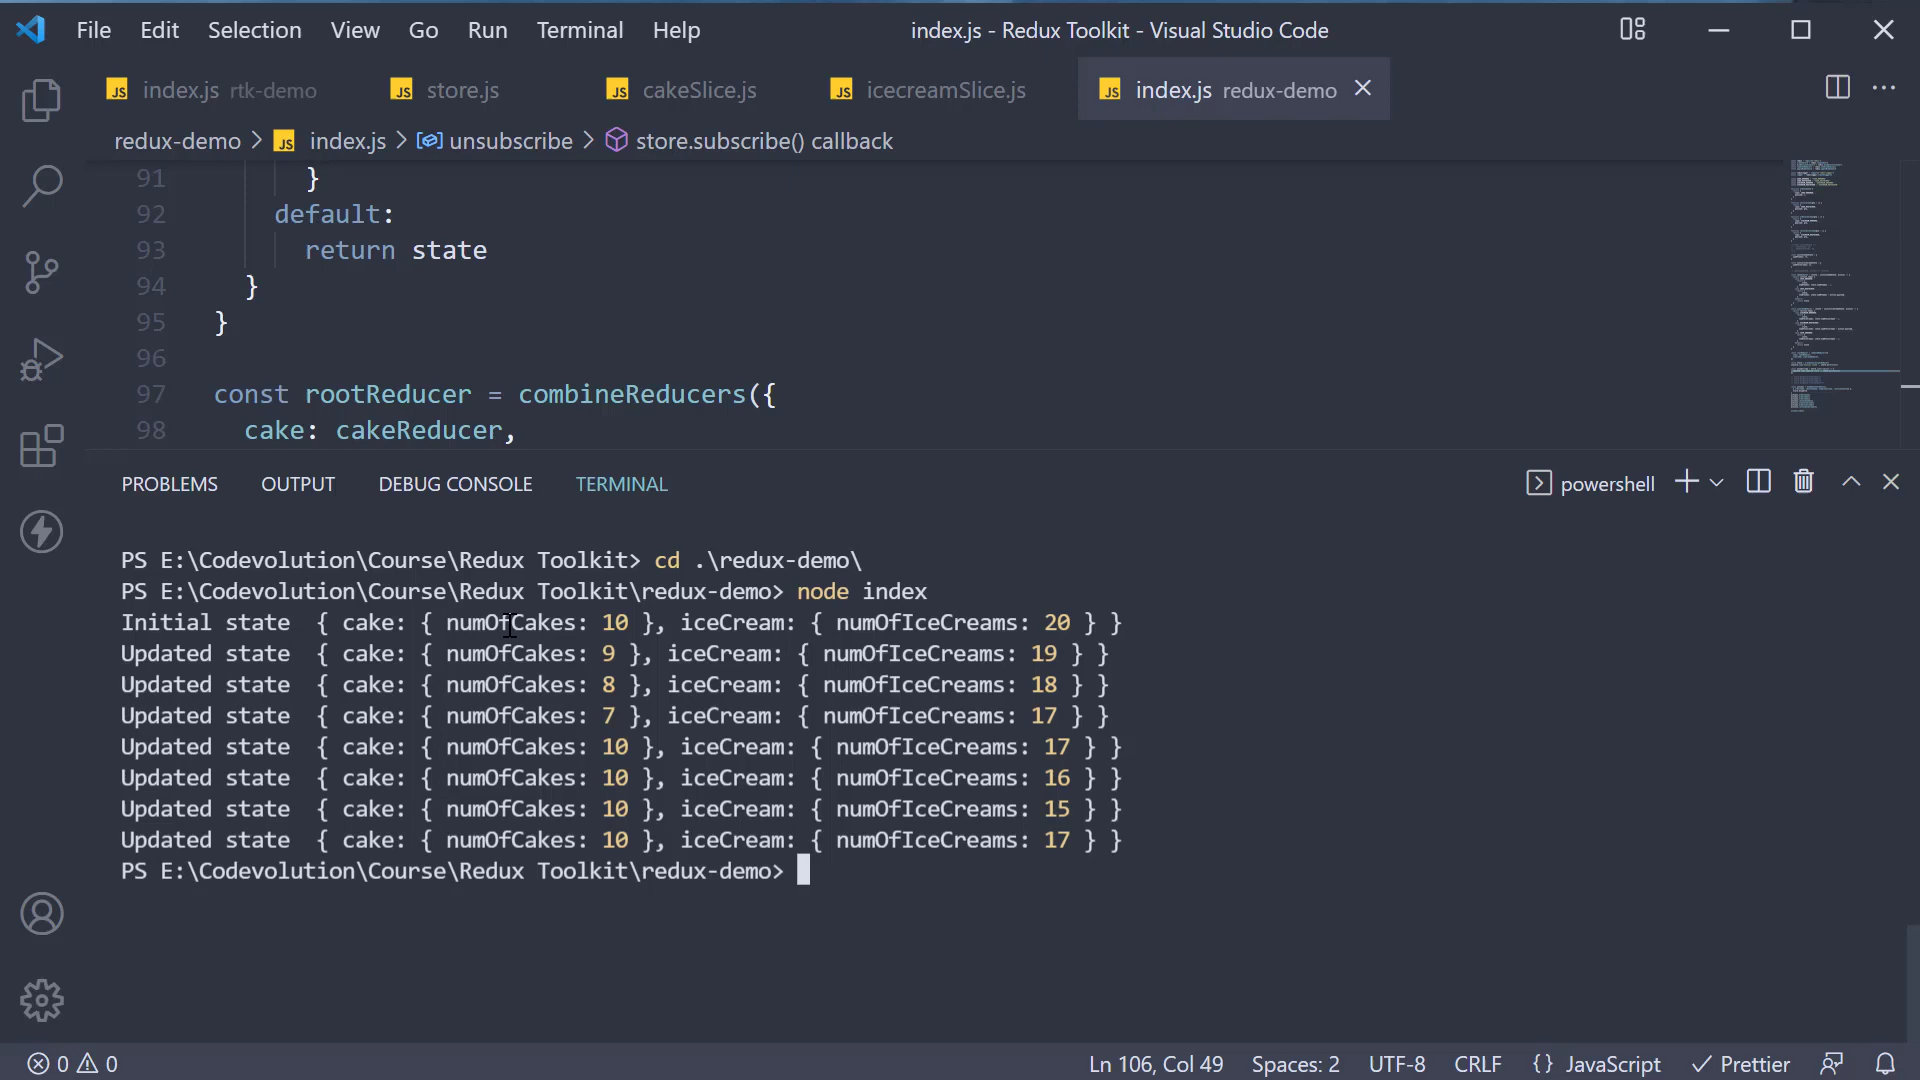 File Edit Selection View Go Run Terminal Help index.js - Redux Toolkit - Visual Studio Code
JS index.js rtk-demo JS store.js JS cakeSlice.js JS icecreamSlice.js JS index.js redux-demo
redux-demo > JS index.js > unsubscribe > store.subscribe() callback
91 }
92 default:
93 return state
94 }
95 }
96
97 const rootReducer = combineReducers({
98 cake: cakeReducer,
PROBLEMS OUTPUT DEBUG CONSOLE TERMINAL powershell
PS E:\Codevolution\Course\Redux Toolkit> cd .\redux-demo\
PS E:\Codevolution\Course\Redux Toolkit\redux-demo> node index
Initial state { cake: { numOfCakes: 10 }, iceCream: { numOfIceCreams: 20 } }
Updated state { cake: { numOfCakes: 9 }, iceCream: { numOfIceCreams: 19 } }
Updated state { cake: { numOfCakes: 8 }, iceCream: { numOfIceCreams: 18 } }
Updated state { cake: { numOfCakes: 7 }, iceCream: { numOfIceCreams: 17 } }
Updated state { cake: { numOfCakes: 10 }, iceCream: { numOfIceCreams: 17 } }
Updated state { cake: { numOfCakes: 10 }, iceCream: { numOfIceCreams: 16 } }
Updated state { cake: { numOfCakes: 10 }, iceCream: { numOfIceCreams: 15 } }
Updated state { cake: { numOfCakes: 10 }, iceCream: { numOfIceCreams: 17 } }
PS E:\Codevolution\Course\Redux Toolkit\redux-demo>
0 0 Ln 106, Col 49 Spaces: 2 UTF-8 CRLF {} JavaScript Prettier